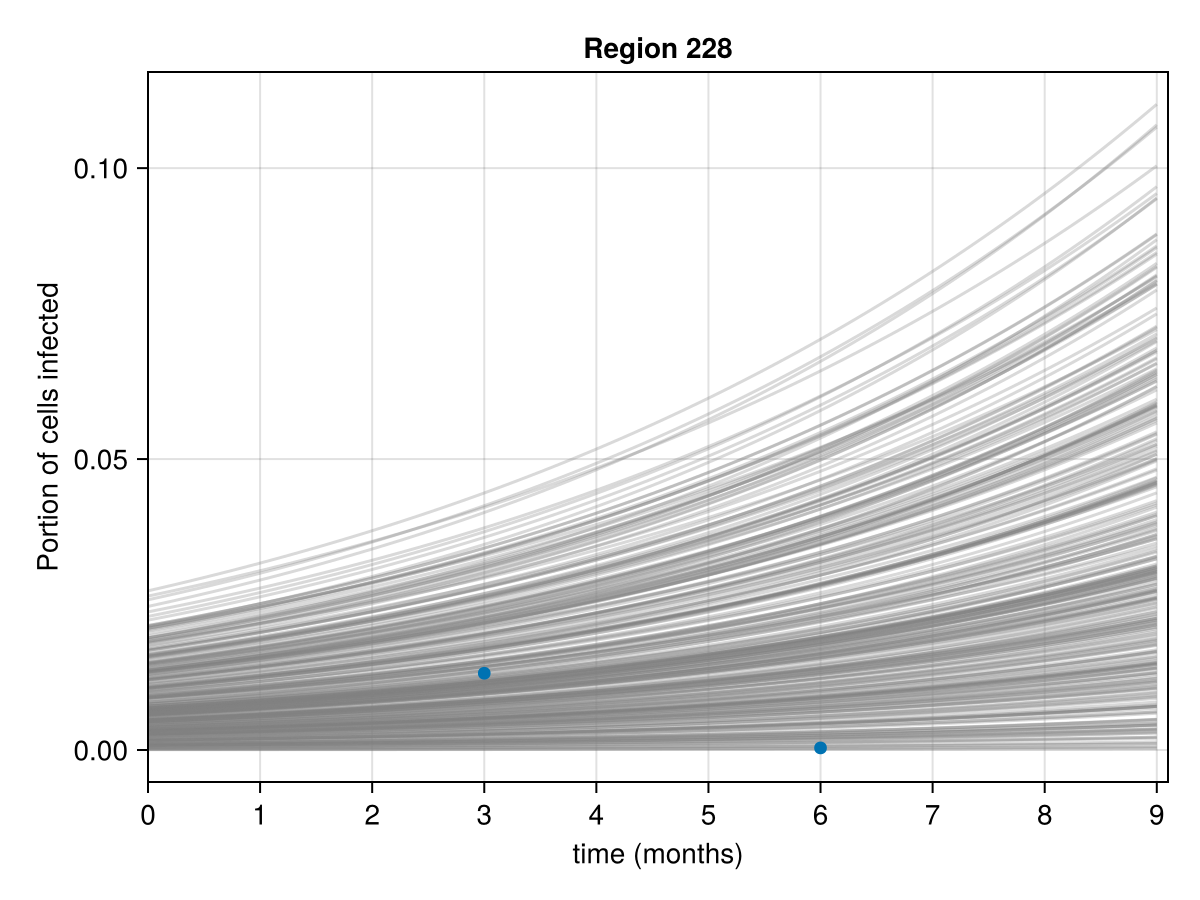 Region 228
Portion of cells infected
0.10
0.05
0.00
0 1 2 3 4 5 6 7 8 9
time (months)